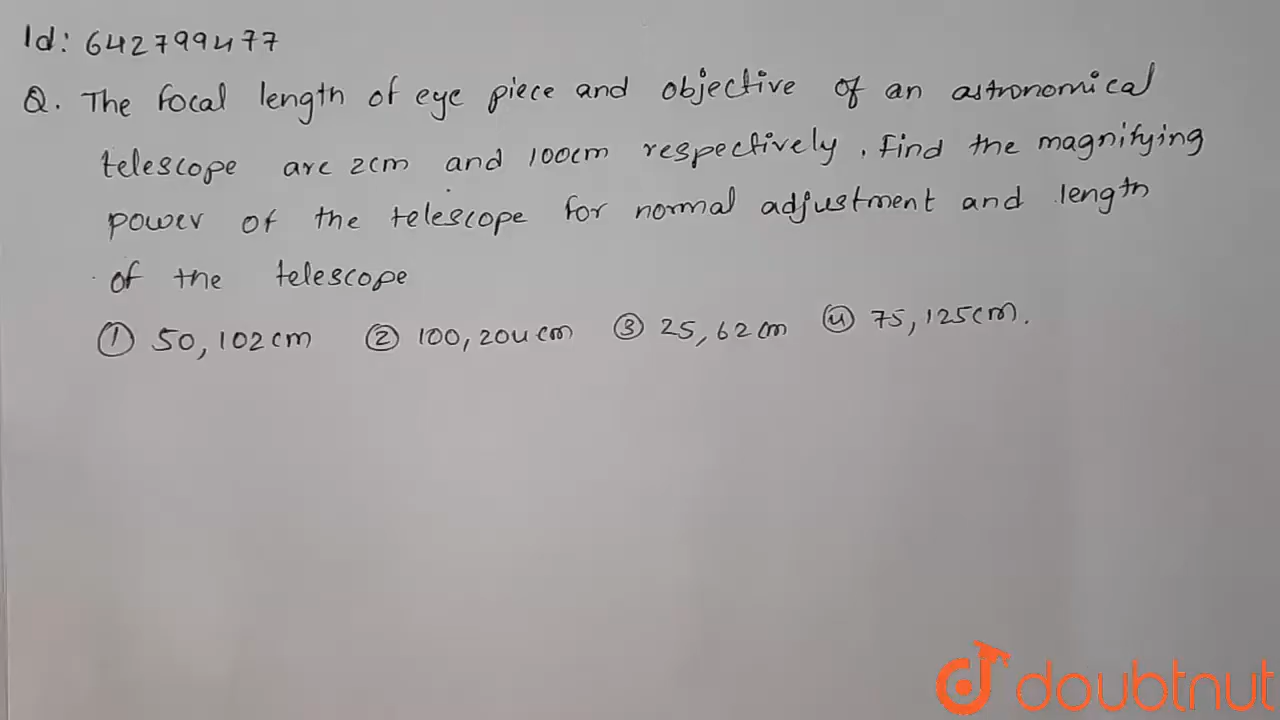 Id: 642799477
Q. The focal length of eye piece and objective of an astronomical
telescope are 2cm and 100cm respectively. Find the magnifying
power of the telescope for normal adjustment and length
of the telescope
① 50, 102cm ② 100, 204cm ③ 25, 62cm ④ 75, 125cm.
doubtnut